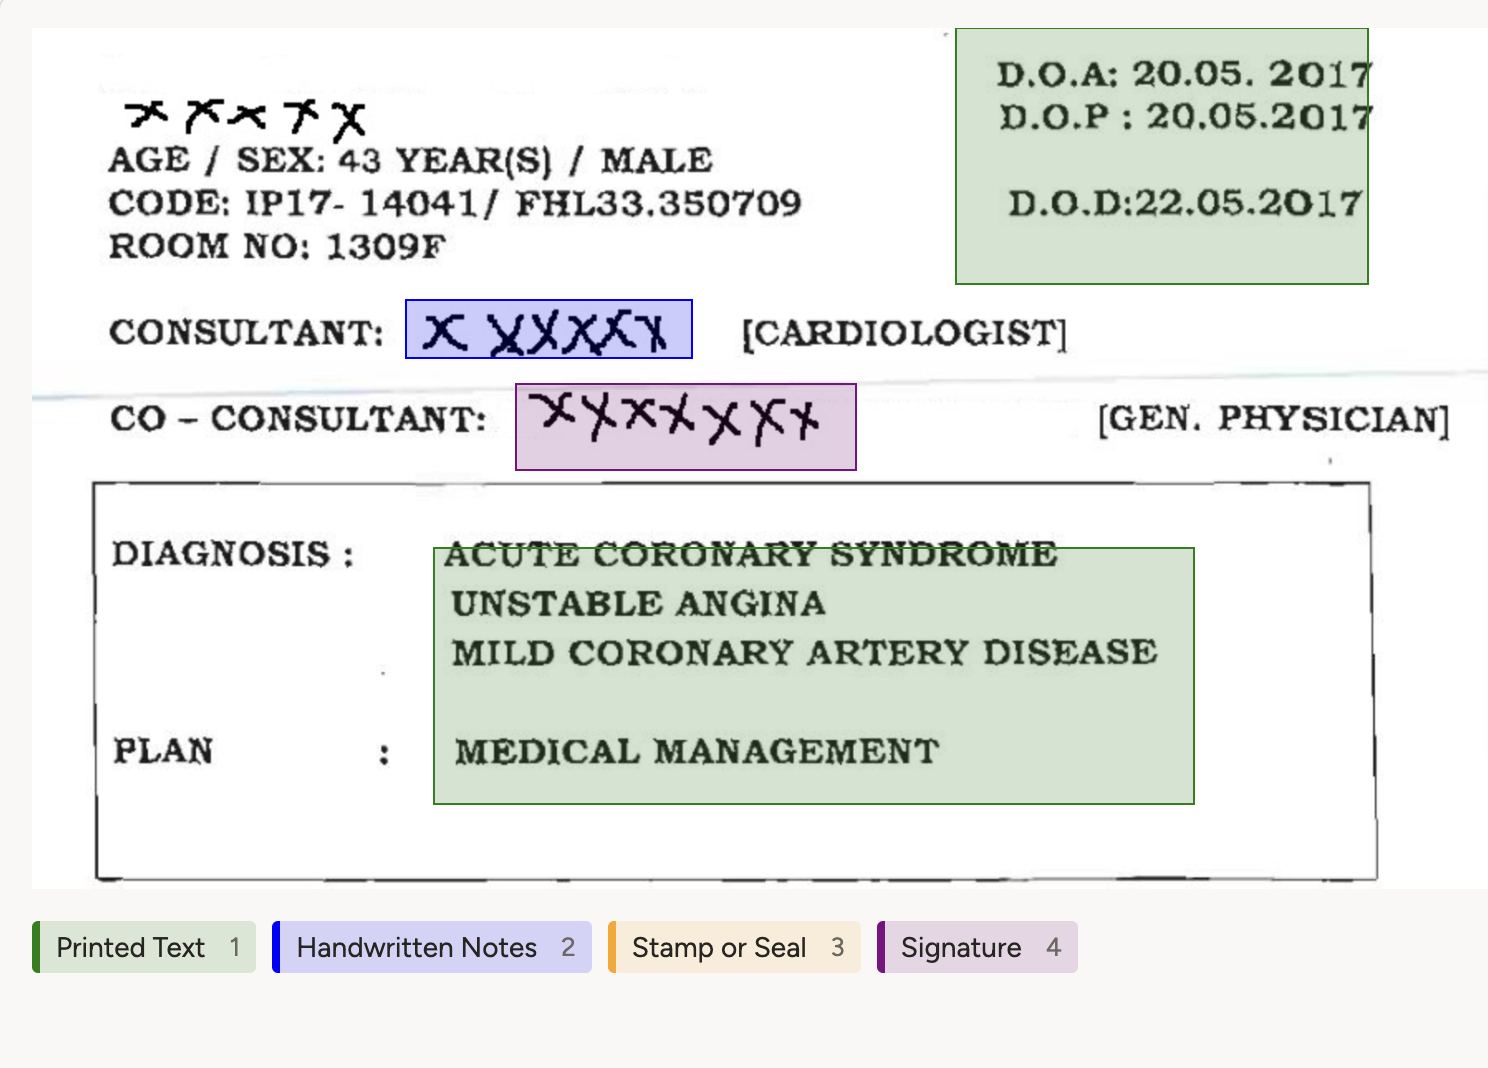 D.O.A: 20.05. 2017
D.O.P : 20.05.2017
AGE / SEX: 43 YEAR(S) / MALE
CODE: IP17- 14041/ FHL33.350709 D.O.D:22.05.2017
ROOM NO: 1309F
CONSULTANT: X XXXXX [CARDIOLOGIST]
CO – CONSULTANT: XXXXXXX [GEN. PHYSICIAN]
DIAGNOSIS : ACUTE CORONARY SYNDROME
UNSTABLE ANGINA
MILD CORONARY ARTERY DISEASE
PLAN : MEDICAL MANAGEMENT
Printed Text 1 Handwritten Notes 2 Stamp or Seal 3 Signature 4